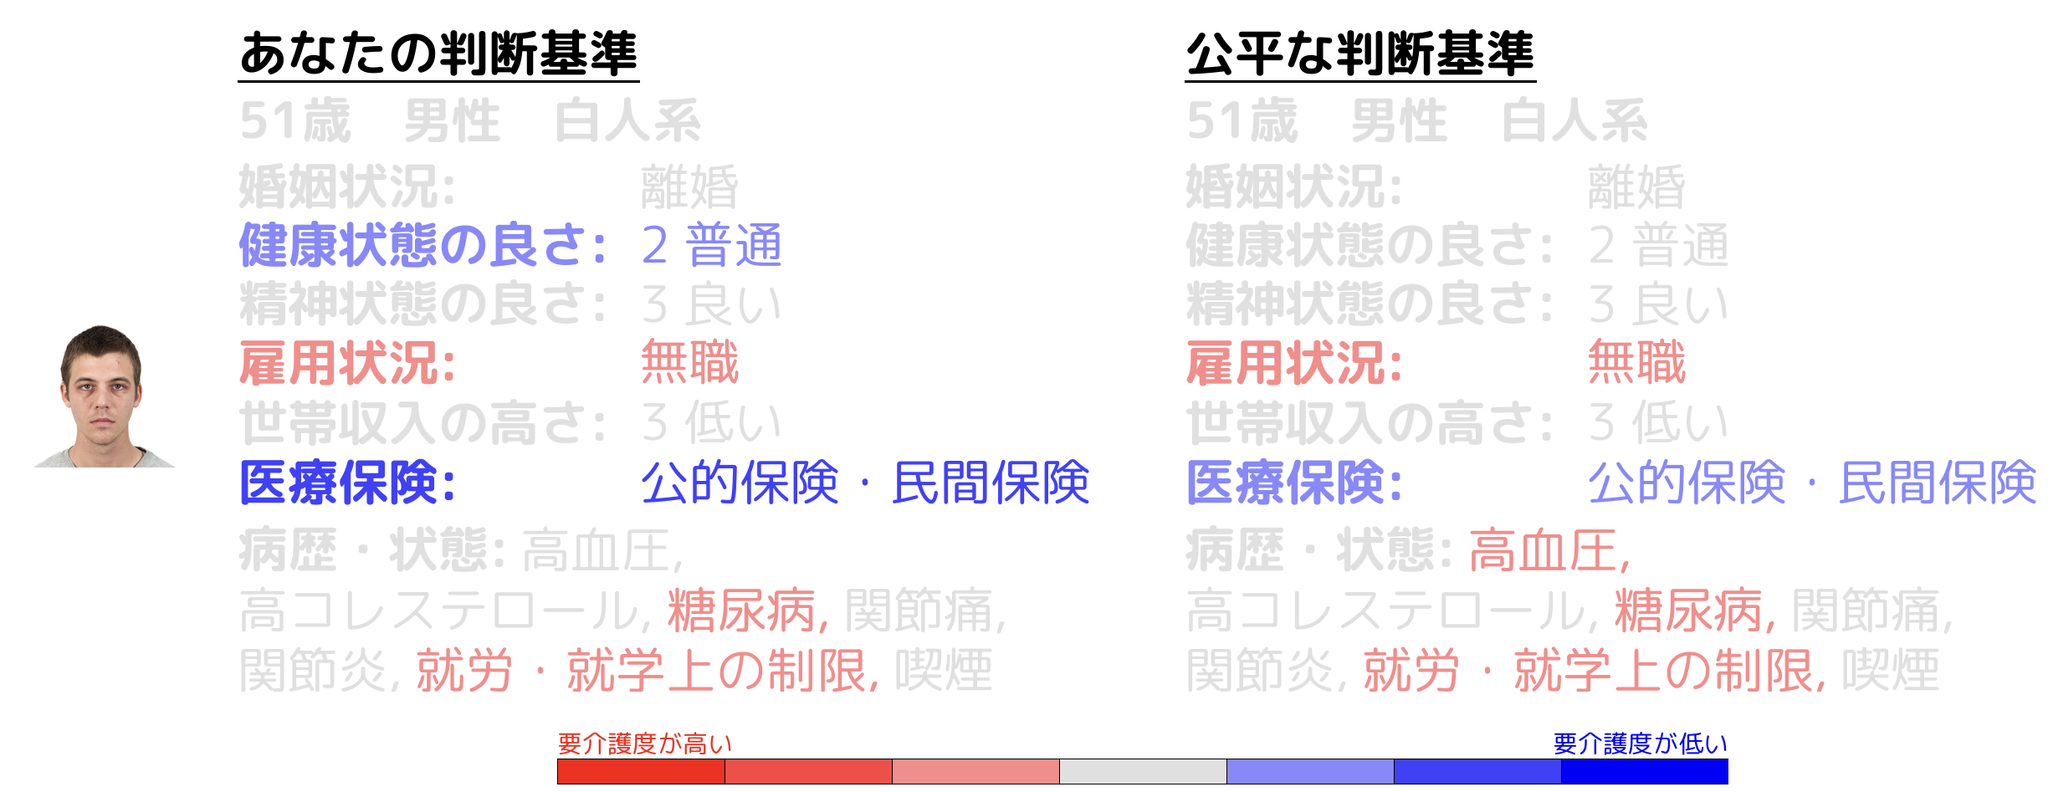 あなたの判断基準
51歳　男性　白人系
婚姻状況: 離婚
健康状態の良さ: 2 普通
精神状態の良さ: 3 良い
雇用状況: 無職
世帯収入の高さ: 3 低い
医療保険: 公的保険・民間保険
病歴・状態: 高血圧,
高コレステロール, 糖尿病, 関節痛,
関節炎, 就労・就学上の制限, 喫煙
公平な判断基準
51歳　男性　白人系
婚姻状況: 離婚
健康状態の良さ: 2 普通
精神状態の良さ: 3 良い
雇用状況: 無職
世帯収入の高さ: 3 低い
医療保険: 公的保険・民間保険
病歴・状態: 高血圧,
高コレステロール, 糖尿病, 関節痛,
関節炎, 就労・就学上の制限, 喫煙
要介護度が高い
要介護度が低い